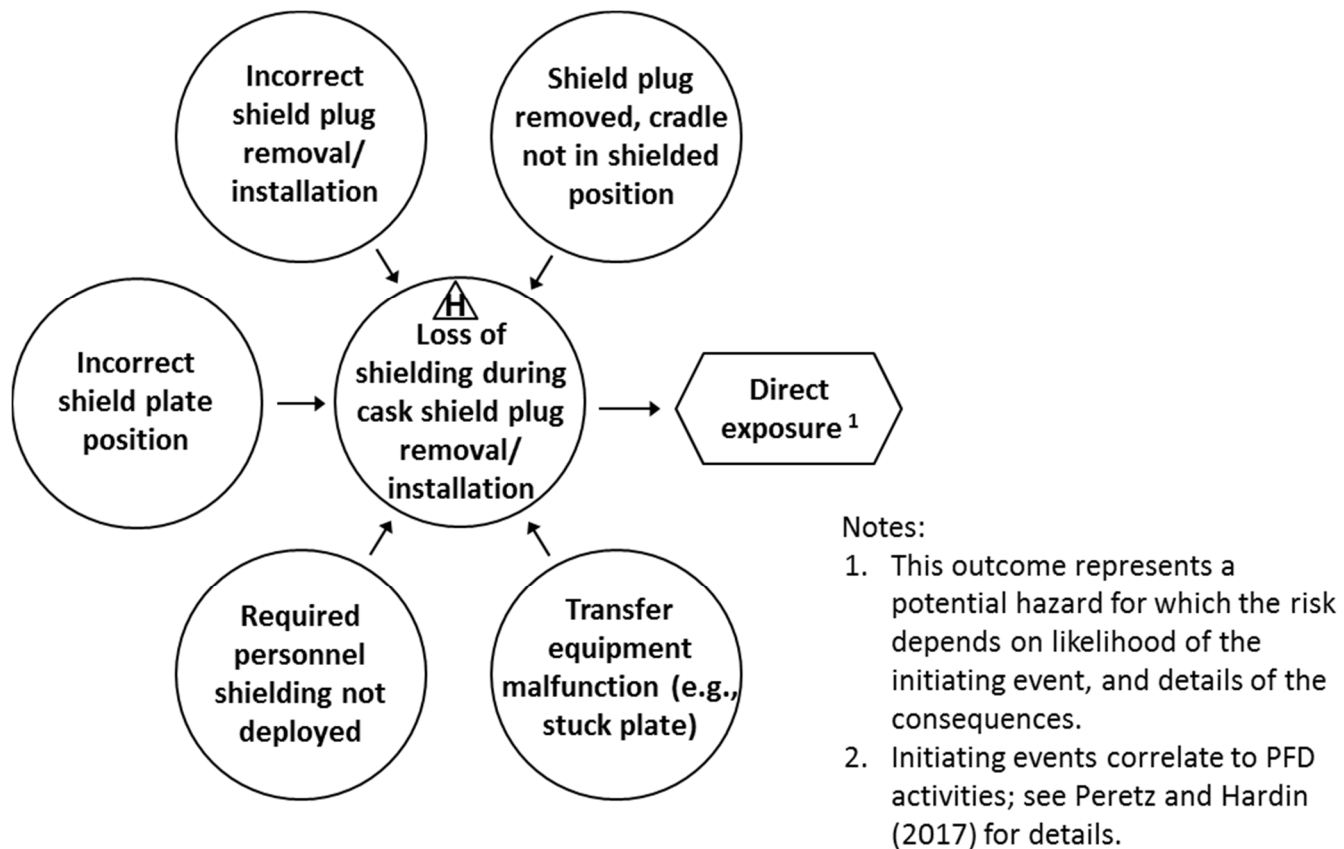 Incorrect
shield plug
removal/
installation
Shield plug
removed, cradle
not in shielded
position
Incorrect
shield plate
position
H
Loss of
shielding during
cask shield plug
removal/
installation
Direct
exposure 1
Required
personnel
shielding not
deployed
Transfer
equipment
malfunction (e.g.,
stuck plate)
Notes:
1. This outcome represents a
potential hazard for which the risk
depends on likelihood of the
initiating event, and details of the
consequences.
2. Initiating events correlate to PFD
activities; see Peretz and Hardin
(2017) for details.